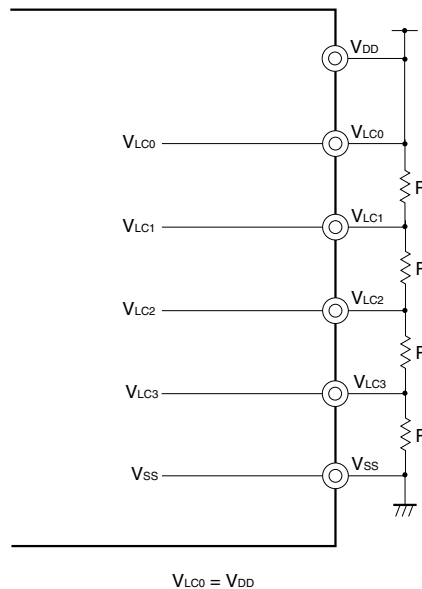 VDD
VLC0 VLC0
R
VLC1 VLC1
R
VLC2 VLC2
R
VLC3 VLC3
R
VSS VSS
VLC0 = VDD